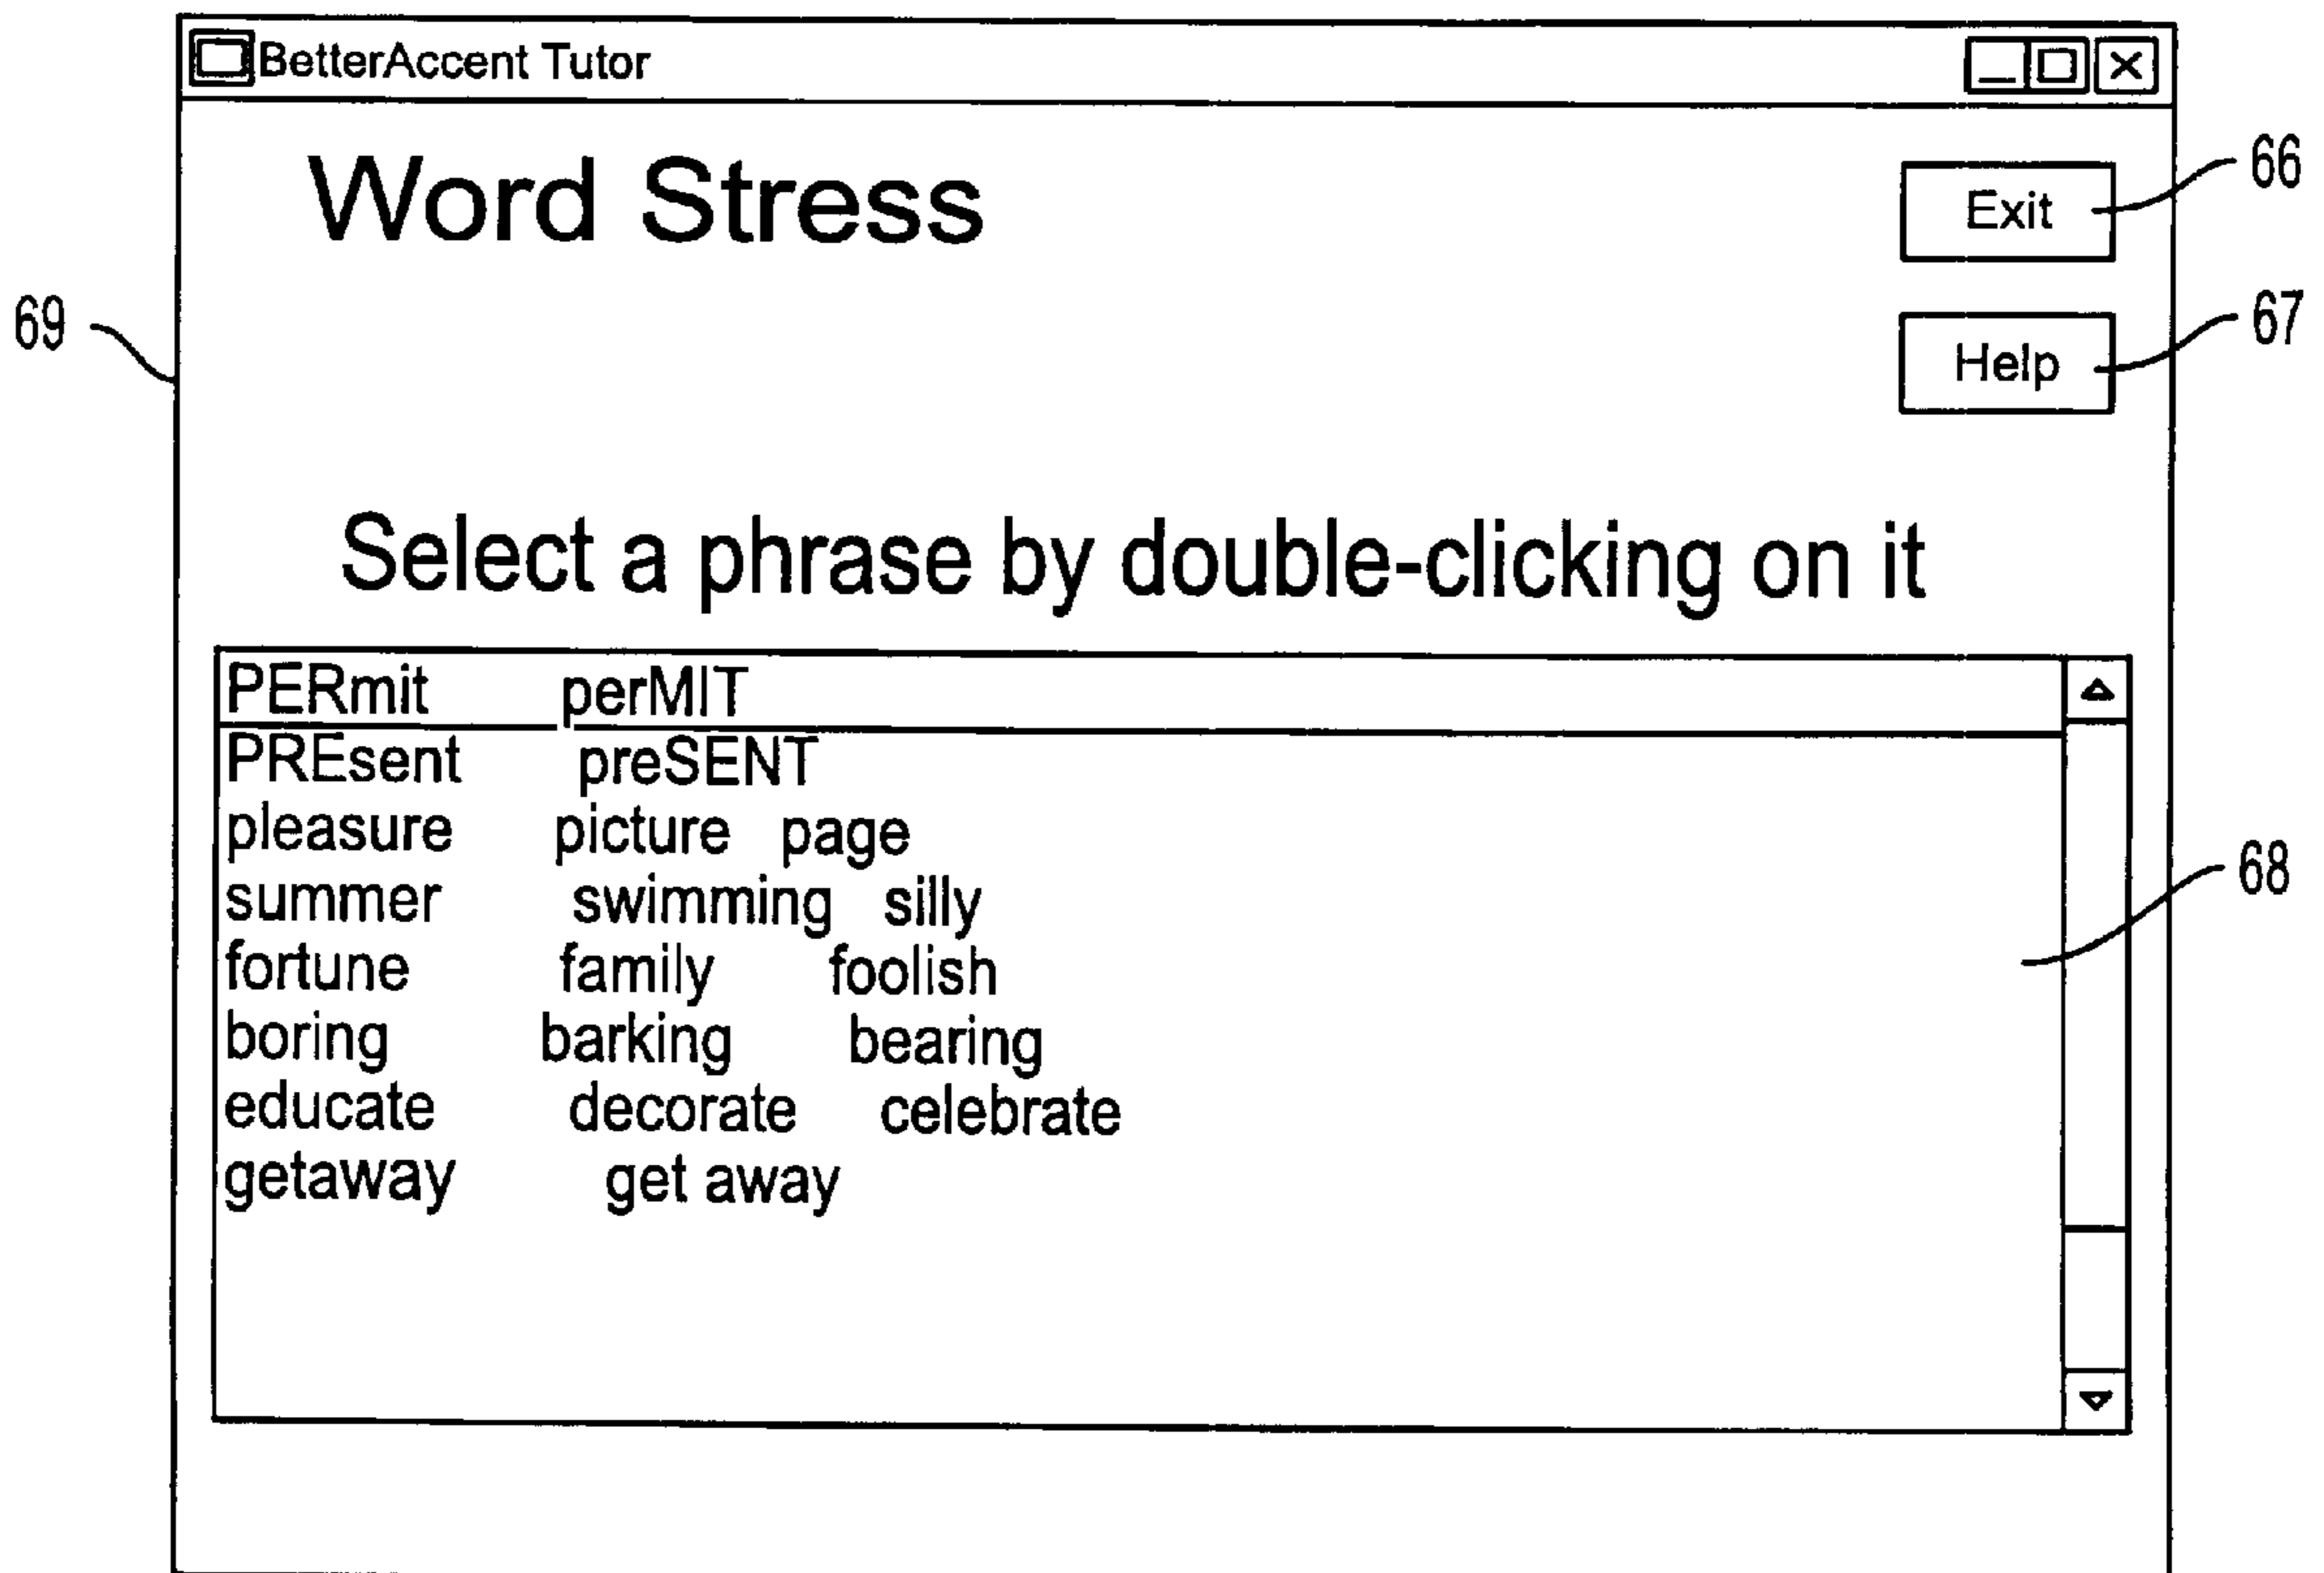 BetterAccent Tutor
Word Stress
Exit
66
Help
67
69
Select a phrase by double-clicking on it
PERmit perMIT
PREsent preSENT
pleasure picture page
summer swimming silly
68
fortune family foolish
boring barking bearing
educate decorate celebrate
getaway get away